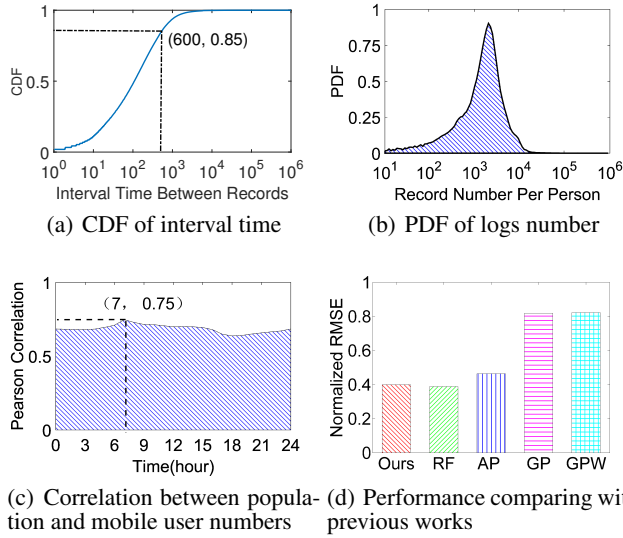 CDF
1
0.5
0
(600, 0.85)
10^0 10^1 10^2 10^3 10^4 10^5 10^6
Interval Time Between Records
(a) CDF of interval time
PDF
1
0.75
0.5
0.25
0
10^1 10^2 10^3 10^4 10^5 10^6
Record Number Per Person
(b) PDF of logs number
Pearson Correlation
1
0.5
0
(7, 0.75)
0 3 6 9 12 15 18 21 24
Time(hour)
(c) Correlation between popula-
tion and mobile user numbers
Normalized RMSE
1
0.8
0.6
0.4
0.2
0
Ours RF AP GP GPW
(d) Performance comparing wit
previous works